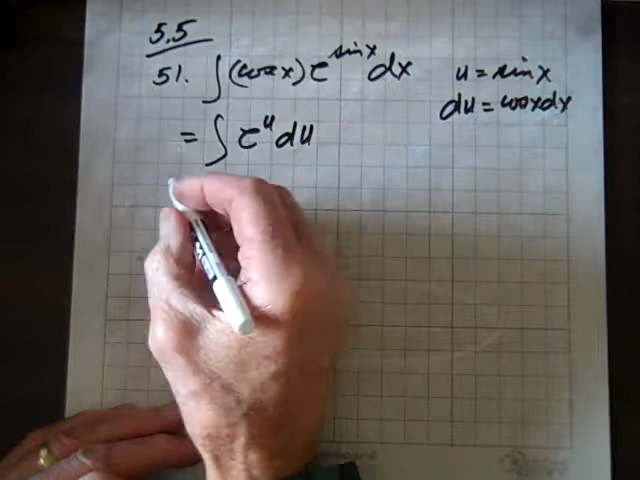 5.5
51. ∫(cos x) e^{sin x} dx
u = sin x
du = cos x dx
= ∫ e^u du